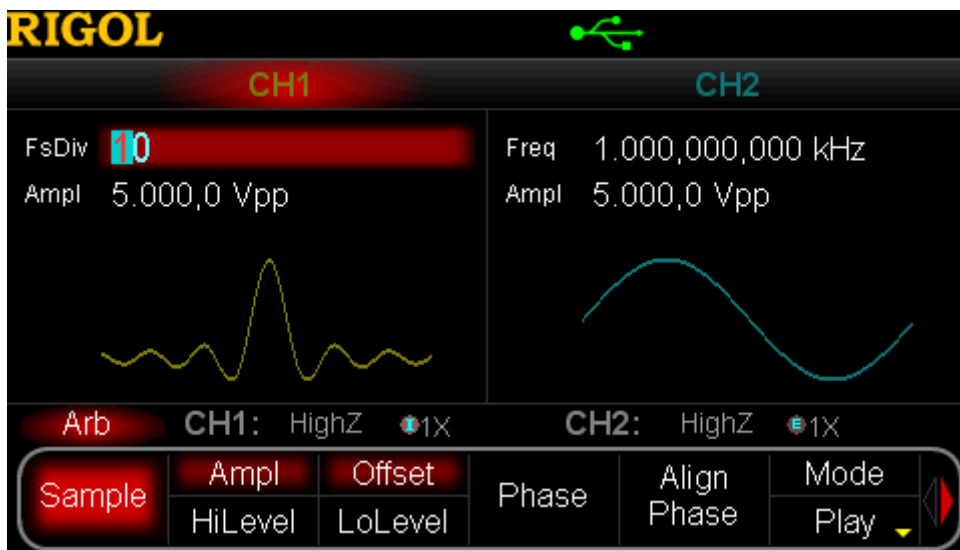 RIGOL
CH1 CH2
FsDiv 10 Freq 1.000,000,000 kHz
Ampl 5.000,0 Vpp Ampl 5.000,0 Vpp
Arb CH1: HighZ I 1X CH2: HighZ E 1X
Sample Ampl Offset Phase Align Phase Mode
HiLevel LoLevel Play